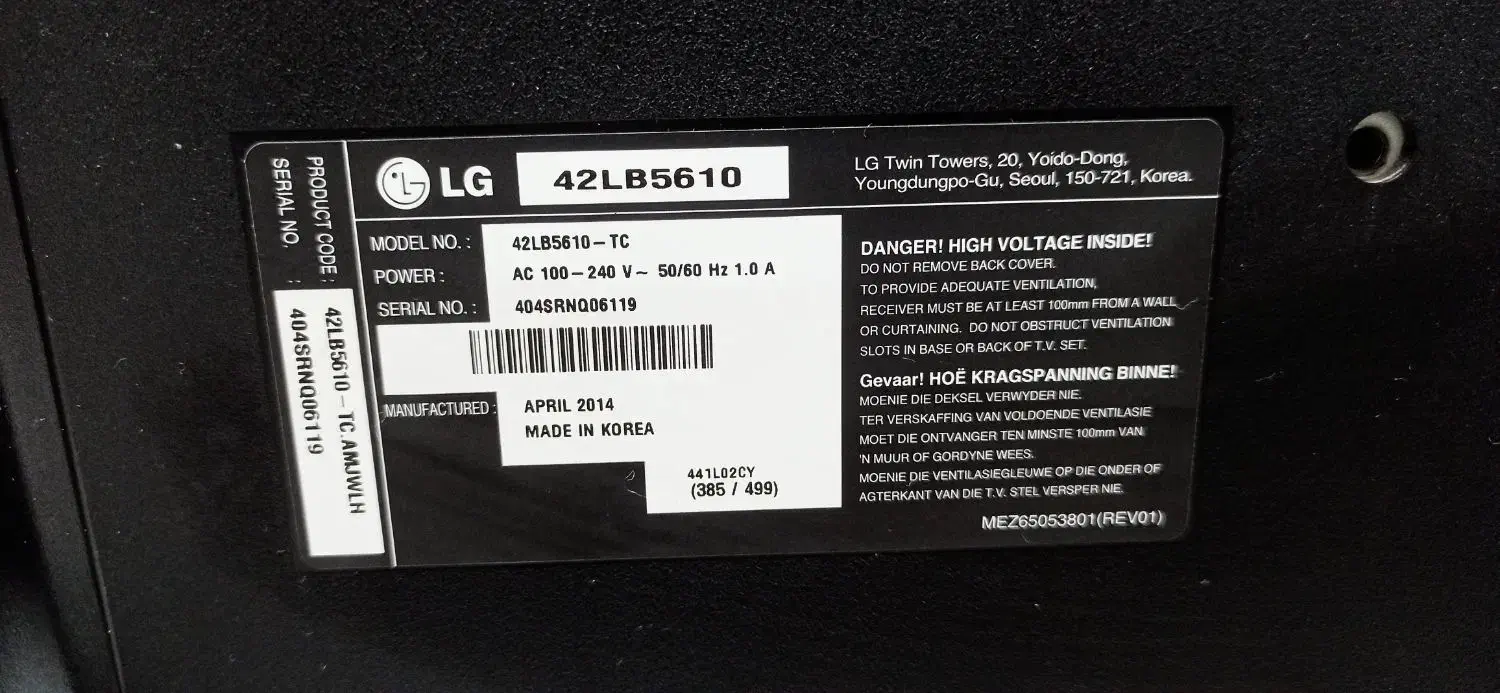 LG 42LB5610
LG Twin Towers, 20, Yoido-Dong,
Youngdungpo-Gu, Seoul, 150-721, Korea.
PRODUCT CODE : 42LB5610-TC.AMJWLH
SERIAL NO. : 404SRNQ06119
MODEL NO. : 42LB5610-TC
POWER : AC 100-240 V~ 50/60 Hz 1.0 A
SERIAL NO. : 404SRNQ06119
MANUFACTURED : APRIL 2014
MADE IN KOREA
441L02CY
(385 / 499)
DANGER! HIGH VOLTAGE INSIDE!
DO NOT REMOVE BACK COVER.
TO PROVIDE ADEQUATE VENTILATION,
RECEIVER MUST BE AT LEAST 100mm FROM A WALL
OR CURTAINING. DO NOT OBSTRUCT VENTILATION
SLOTS IN BASE OR BACK OF T.V. SET.
Gevaar! HOË KRAGSPANNING BINNE!
MOENIE DIE DEKSEL VERWYDER NIE.
TER VERSKAFFING VAN VOLDOENDE VENTILASIE
MOET DIE ONTVANGER TEN MINSTE 100mm VAN
'N MUUR OF GORDYNE WEES.
MOENIE DIE VENTILASIEGLEUWE OP DIE ONDER OF
AGTERKANT VAN DIE T.V. STEL VERSPER NIE.
MEZ65053801(REV01)